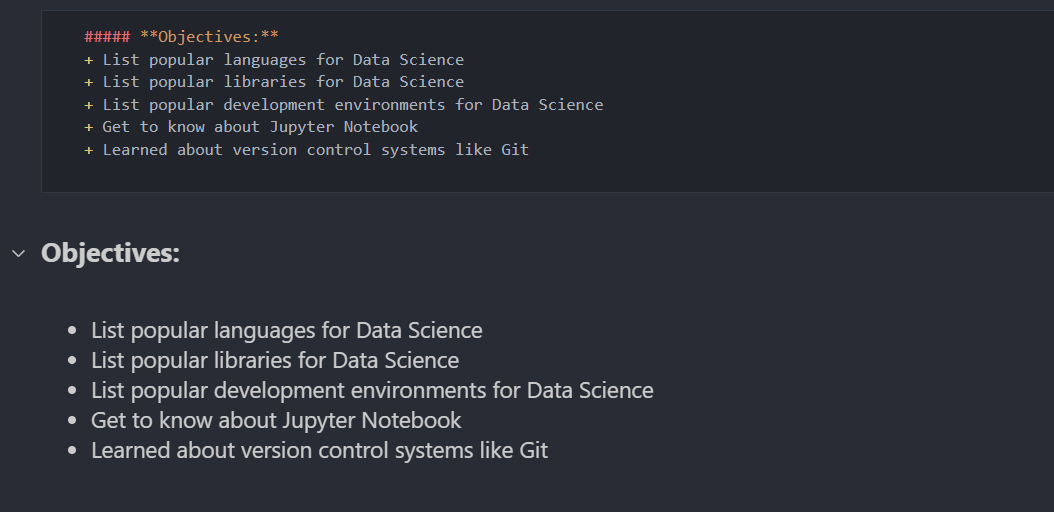 ##### **Objectives:**
+ List popular languages for Data Science
+ List popular libraries for Data Science
+ List popular development environments for Data Science
+ Get to know about Jupyter Notebook
+ Learned about version control systems like Git
Objectives:
• List popular languages for Data Science
• List popular libraries for Data Science
• List popular development environments for Data Science
• Get to know about Jupyter Notebook
• Learned about version control systems like Git